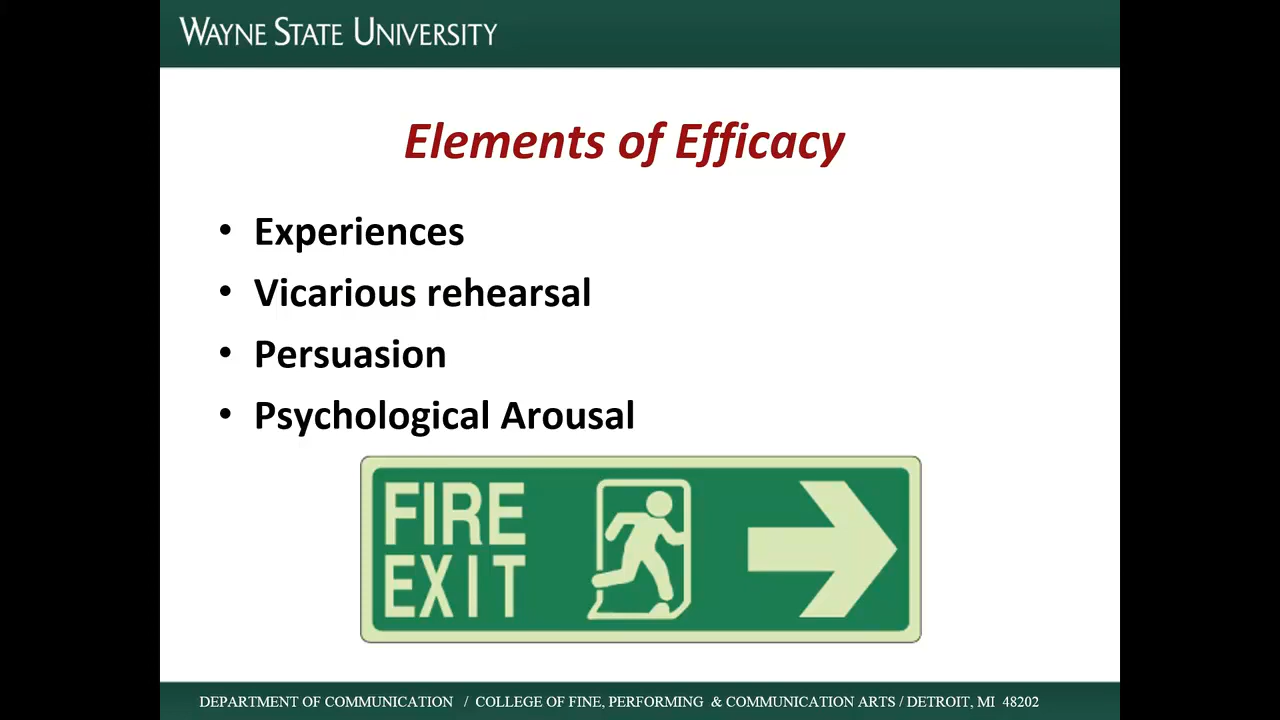 WAYNE STATE UNIVERSITY
Elements of Efficacy
• Experiences
• Vicarious rehearsal
• Persuasion
• Psychological Arousal
FIRE
EXIT
DEPARTMENT OF COMMUNICATION / COLLEGE OF FINE, PERFORMING & COMMUNICATION ARTS / DETROIT, MI 48202